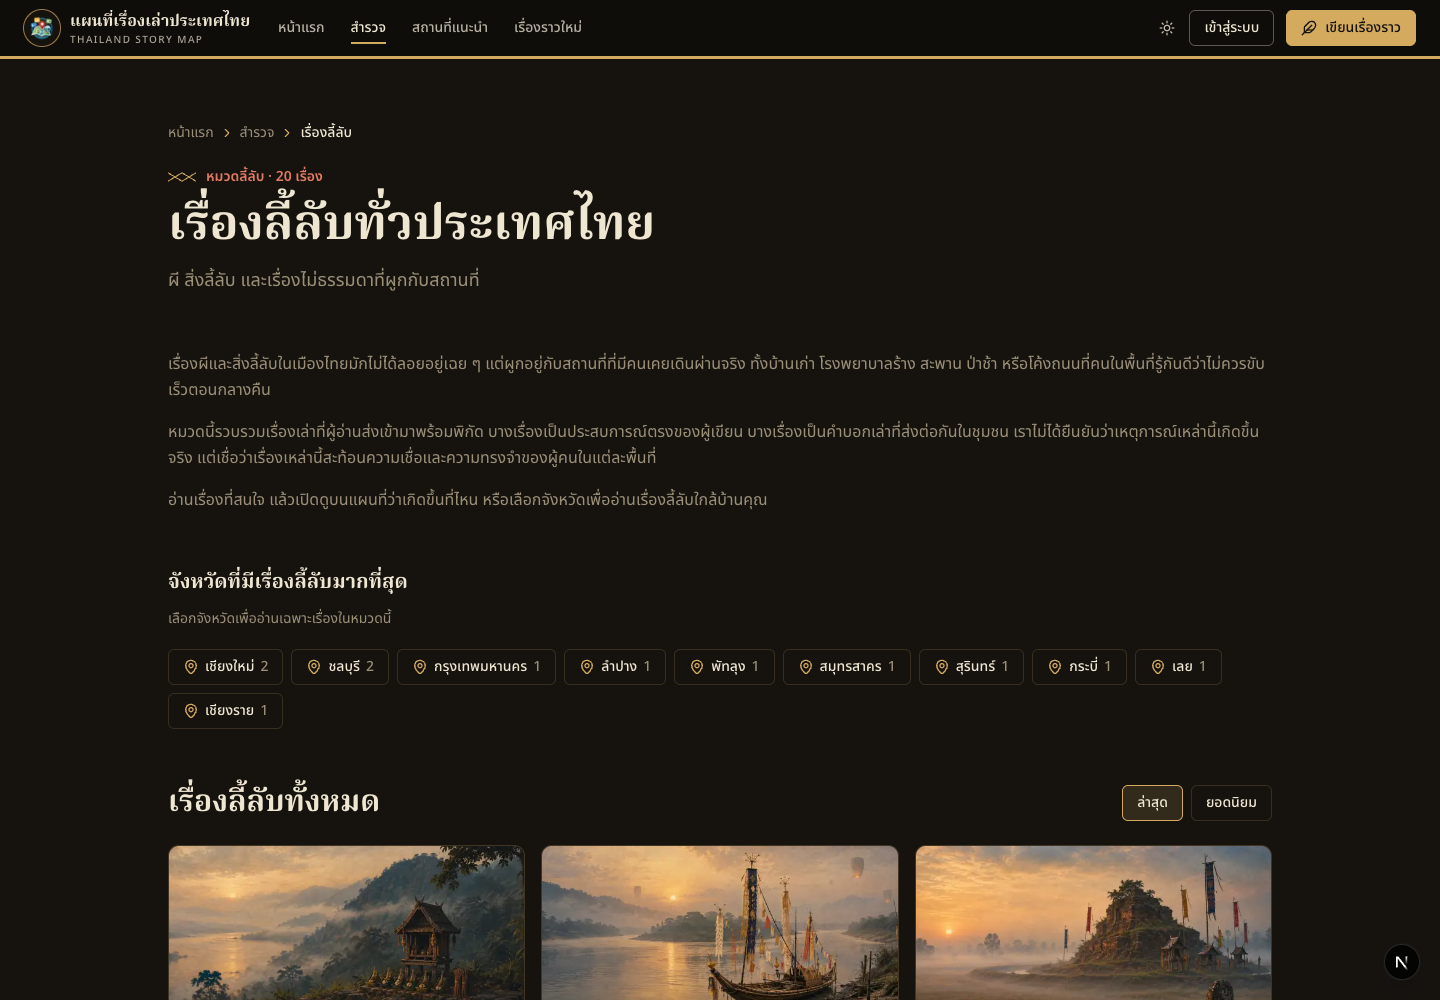 แผนที่เรื่องเล่าประเทศไทย
THAILAND STORY MAP
หน้าแรก
สำรวจ
สถานที่แนะนำ
เรื่องราวใหม่
เข้าสู่ระบบ
เขียนเรื่องราว
หน้าแรก > สำรวจ > เรื่องลี้ลับ
หมวดลี้ลับ · 20 เรื่อง
เรื่องลี้ลับทั่วประเทศไทย
ผี สิ่งลี้ลับ และเรื่องไม่ธรรมดาที่ผูกกับสถานที่
เรื่องผีและสิ่งลี้ลับในเมืองไทยมักไม่ได้ลอยอยู่เฉย ๆ แต่ผูกอยู่กับสถานที่ที่มีคนเคยเดินผ่านจริง ทั้งบ้านเก่า โรงพยาบาลร้าง สะพาน ป่าช้า หรือโค้งถนนที่คนในพื้นที่รู้กันดีว่าไม่ควรขับ
เร็วตอนกลางคืน
หมวดนี้รวบรวมเรื่องเล่าที่ผู้อ่านส่งเข้ามาพร้อมพิกัด บางเรื่องเป็นประสบการณ์ตรงของผู้เขียน บางเรื่องเป็นคำบอกเล่าที่ส่งต่อกันในชุมชน เราไม่ได้ยืนยันว่าเหตุการณ์เหล่านี้เกิดขึ้น
จริง แต่เชื่อว่าเรื่องเหล่านี้สะท้อนความเชื่อและความทรงจำของผู้คนในแต่ละพื้นที่
อ่านเรื่องที่สนใจ แล้วเปิดดูบนแผนที่ว่าเกิดขึ้นที่ไหน หรือเลือกจังหวัดเพื่ออ่านเรื่องลี้ลับใกล้บ้านคุณ
จังหวัดที่มีเรื่องลี้ลับมากที่สุด
เลือกจังหวัดเพื่ออ่านเฉพาะเรื่องในหมวดนี้
เชียงใหม่ 2
ชลบุรี 2
กรุงเทพมหานคร 1
ลำปาง 1
พัทลุง 1
สมุทรสาคร 1
สุรินทร์ 1
กระบี่ 1
เลย 1
เชียงราย 1
เรื่องลี้ลับทั้งหมด
ล่าสุด
ยอดนิยม
N